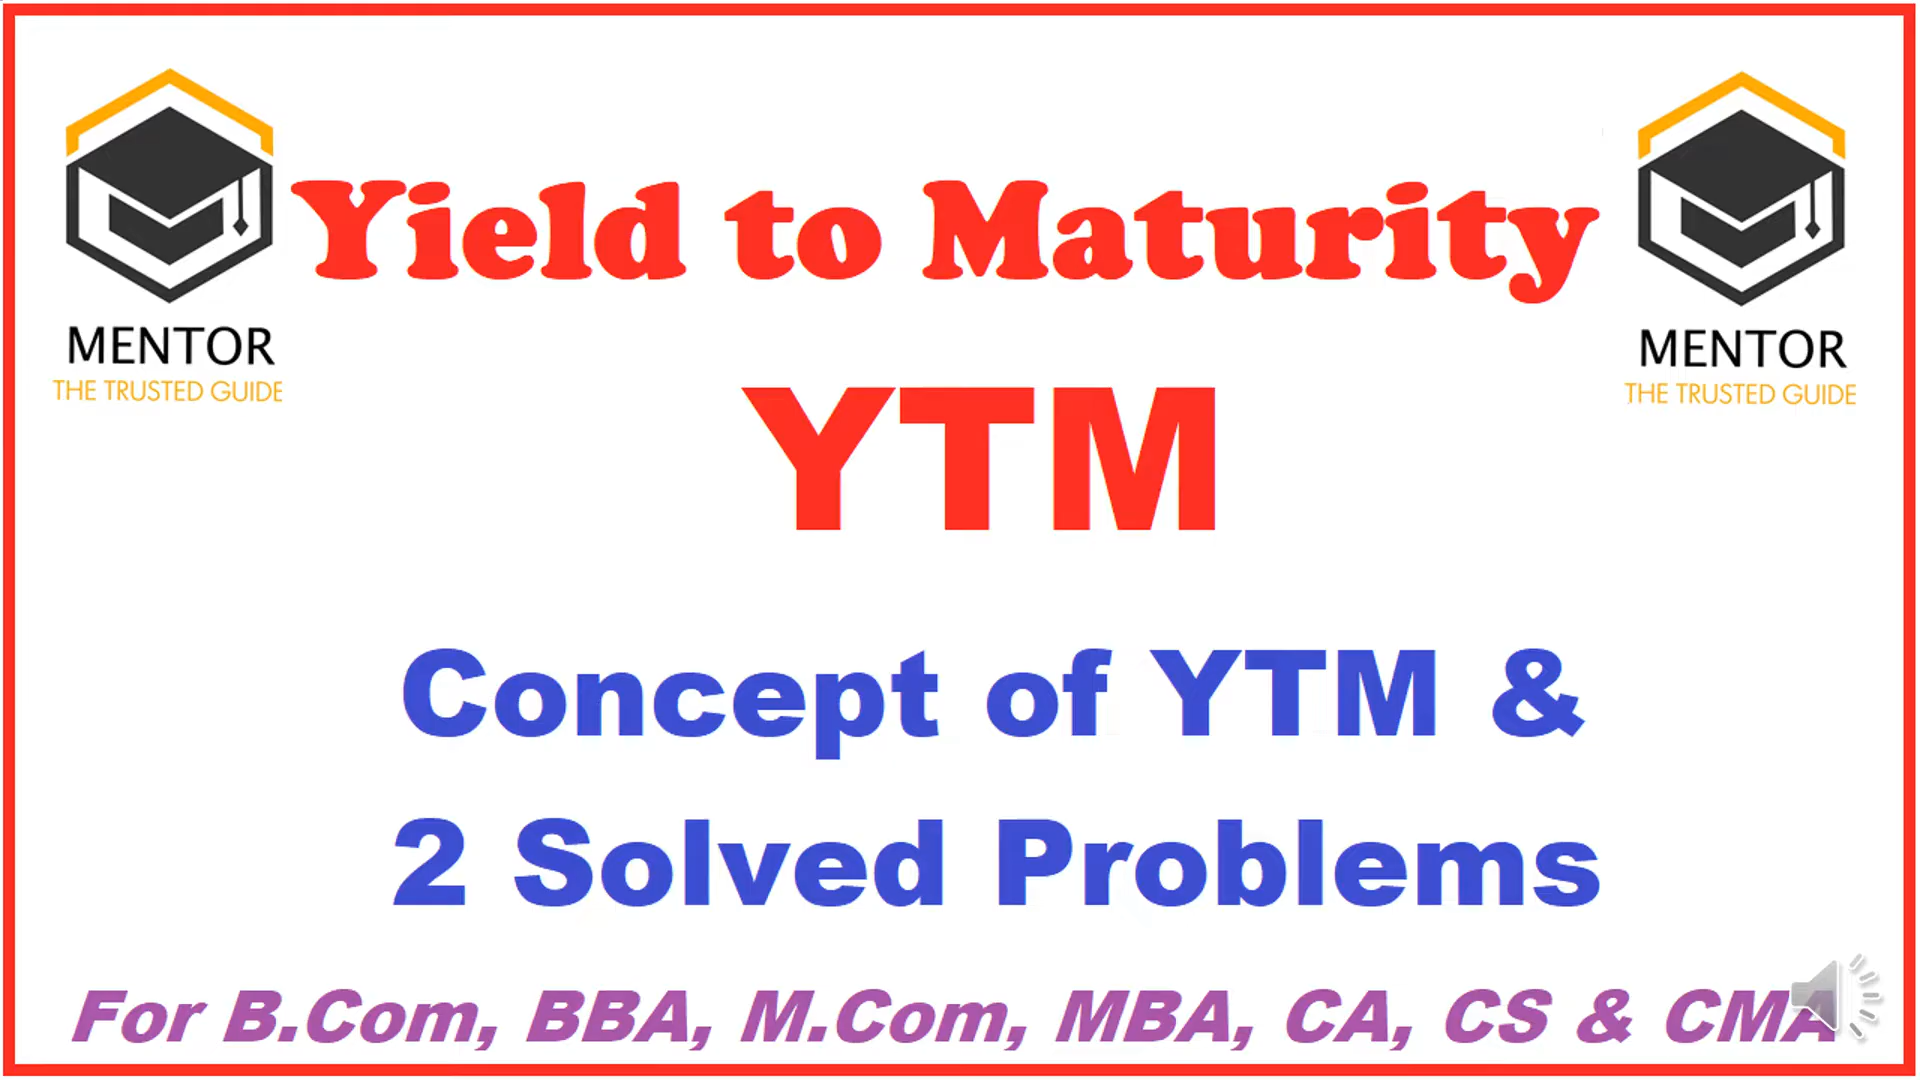 Yield to Maturity
MENTOR
THE TRUSTED GUIDE
MENTOR
THE TRUSTED GUIDE
YTM
Concept of YTM &
2 Solved Problems
For B.Com, BBA, M.Com, MBA, CA, CS & CMA